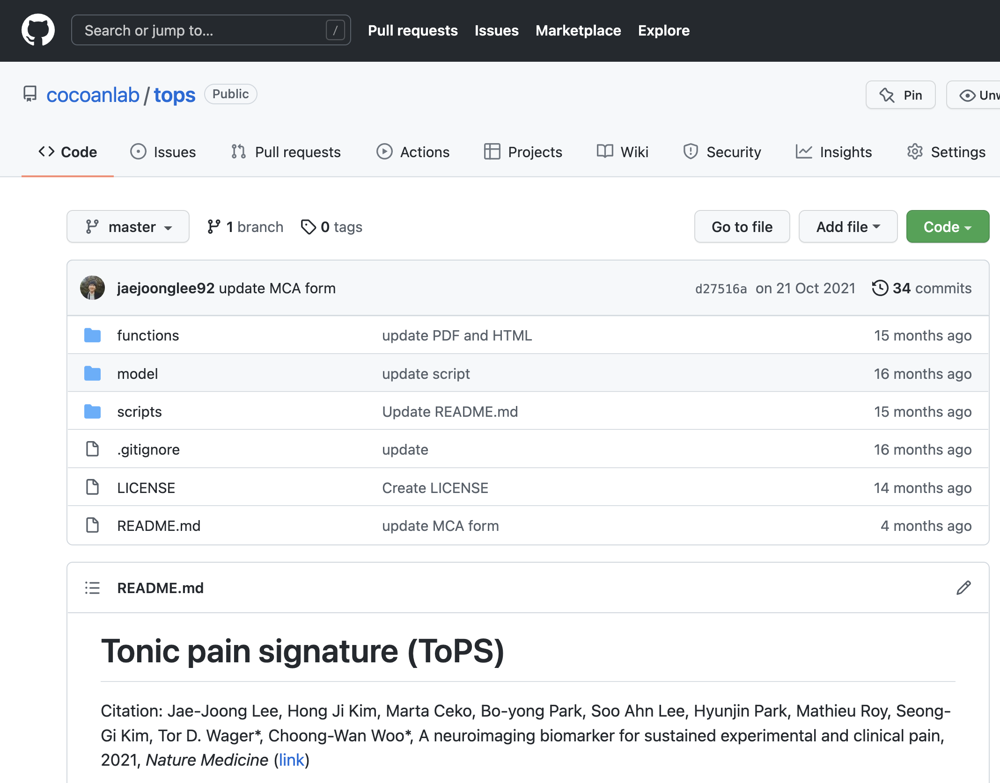 Search or jump to... / Pull requests Issues Marketplace Explore
cocoanlab / tops Public Pin
Code Issues Pull requests Actions Projects Wiki Security Insights Settings
master 1 branch 0 tags Go to file Add file Code
jaejoonglee92 update MCA form d27516a on 21 Oct 2021 34 commits
functions update PDF and HTML 15 months ago
model update script 16 months ago
scripts Update README.md 15 months ago
.gitignore update 16 months ago
LICENSE Create LICENSE 14 months ago
README.md update MCA form 4 months ago
README.md
Tonic pain signature (ToPS)
Citation: Jae-Joong Lee, Hong Ji Kim, Marta Ceko, Bo-yong Park, Soo Ahn Lee, Hyunjin Park, Mathieu Roy, Seong-
Gi Kim, Tor D. Wager*, Choong-Wan Woo*, A neuroimaging biomarker for sustained experimental and clinical pain,
2021, Nature Medicine (link)